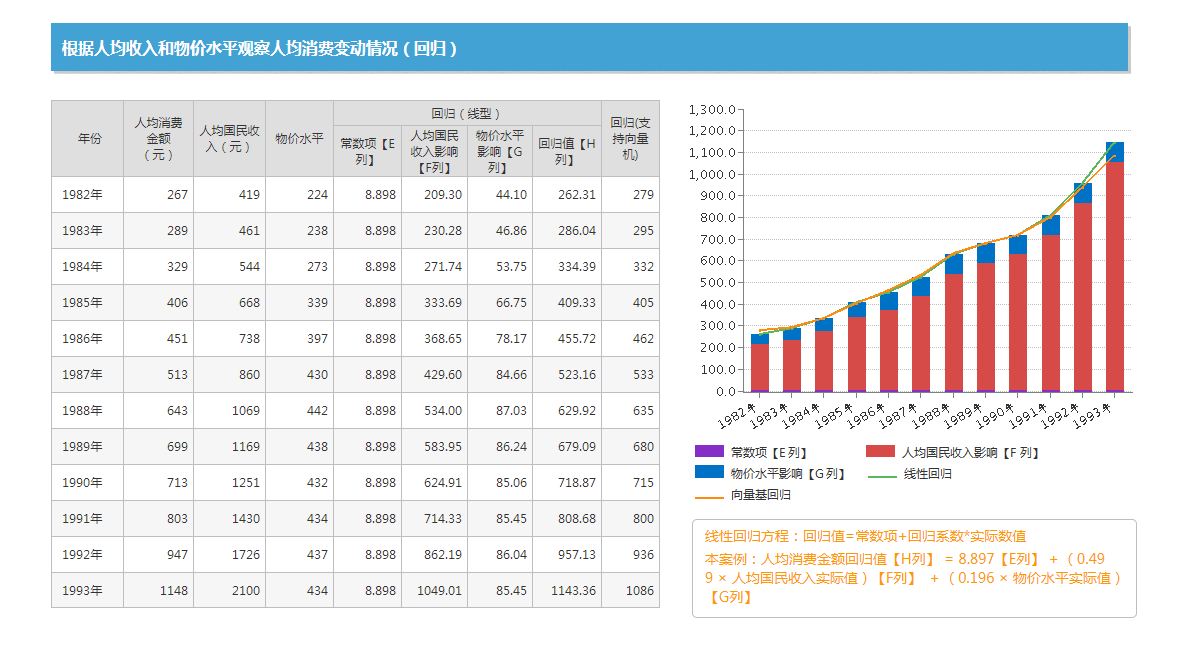 根据人均收入和物价水平观察人均消费变动情况（回归）
年份 人均消费金额（元） 人均国民收入（元） 物价水平 回归（线型） 回归(支持向量机)
常数项【E列】 人均国民收入影响【F列】 物价水平影响【G列】 回归值【H列】
1982年 267 419 224 8.898 209.30 44.10 262.31 279
1983年 289 461 238 8.898 230.28 46.86 286.04 295
1984年 329 544 273 8.898 271.74 53.75 334.39 332
1985年 406 668 339 8.898 333.69 66.75 409.33 405
1986年 451 738 397 8.898 368.65 78.17 455.72 462
1987年 513 860 430 8.898 429.60 84.66 523.16 533
1988年 643 1069 442 8.898 534.00 87.03 629.92 635
1989年 699 1169 438 8.898 583.95 86.24 679.09 680
1990年 713 1251 432 8.898 624.91 85.06 718.87 715
1991年 803 1430 434 8.898 714.33 85.45 808.68 800
1992年 947 1726 437 8.898 862.19 86.04 957.13 936
1993年 1148 2100 434 8.898 1049.01 85.45 1143.36 1086
1,300.0
1,200.0
1,100.0
1,000.0
900.0
800.0
700.0
600.0
500.0
400.0
300.0
200.0
100.0
0.0
1982年 1983年 1984年 1985年 1986年 1987年 1988年 1989年 1990年 1991年 1992年 1993年
常数项【E列】 人均国民收入影响【F 列】
物价水平影响【G 列】 线性回归
向量基回归
线性回归方程：回归值=常数项+回归系数*实际数值
本案例：人均消费金额回归值【H列】 = 8.897【E列】 +（ 0.49
9 × 人均国民收入实际值）【F列】 +（ 0.196 × 物价水平实际值）
【G列】